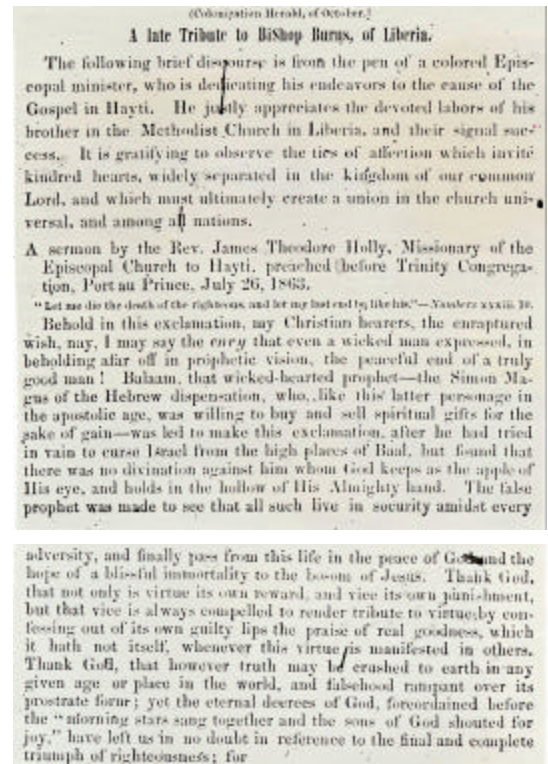 (Colonization Herald, of October.]
A late Tribute to Bishop Burns, of Liberia.
The following brief discourse is from the pen of a colored Epis-
copal minister, who is dedicating his endeavors to the cause of the
Gospel in Hayti. He justly appreciates the devoted labors of his
brother in the Methodist Church in Liberia, and their signal suc-
cess. It is gratifying to observe the ties of affection which invite
kindred hearts, widely separated in the kingdom of our common
Lord, and which must ultimately create a union in the church uni-
versal, and among all nations.
A sermon by the Rev. James Theodore Holly, Missionary of the
Episcopal Church to Hayti, preached before Trinity Congrega-
tion, Port au Prince, July 26, 1863.
"Let me die the death of the righteous, and let my last end be like his."—Numbers xxxiii. 10.
Behold in this exclamation, my Christian hearers, the enraptured
wish, nay, I may say the envy that even a wicked man expressed, in
beholding afar off in prophetic vision, the peaceful end of a truly
good man! Balaam, that wicked-hearted prophet—the Simon Ma-
gus of the Hebrew dispensation, who, like this latter personage in
the apostolic age, was willing to buy and sell spiritual gifts for the
sake of gain—was led to make this exclamation, after he had tried
in vain to curse Israel from the high places of Baal, but found that
there was no divination against him whom God keeps as the apple of
His eye, and holds in the hollow of His Almighty hand. The false
prophet was made to see that all such live in security amidst every
adversity, and finally pass from this life in the peace of God and the
hope of a blissful immortality to the bosom of Jesus. Thank God,
that not only is virtue its own reward, and vice its own punishment,
but that vice is always compelled to render tribute to virtue by con-
fessing out of its own guilty lips the praise of real goodness, which
it hath not itself, whenever this virtue is manifested in others.
Thank God, that however truth may be crushed to earth in any
given age or place in the world, and falsehood rampant over its
prostrate form; yet the eternal decrees of God, foreordained before
the "morning stars sang together and the sons of God shouted for
joy," have left us in no doubt in reference to the final and complete
triumph of righteousness; for